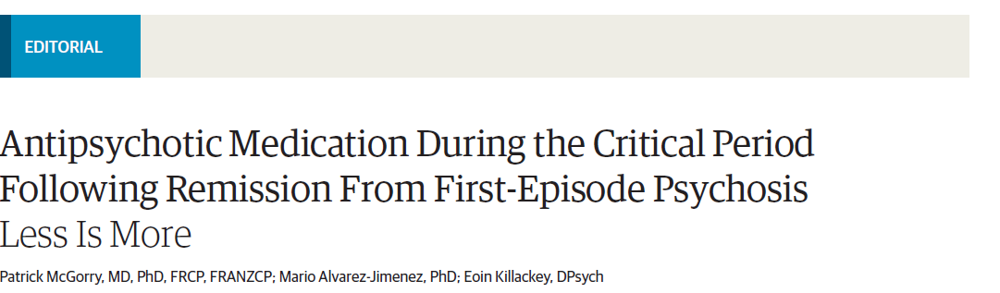 EDITORIAL
Antipsychotic Medication During the Critical Period
Following Remission From First-Episode Psychosis
Less Is More
Patrick McGorry, MD, PhD, FRCP, FRANZCP; Mario Alvarez-Jimenez, PhD; Eoin Killackey, DPsych